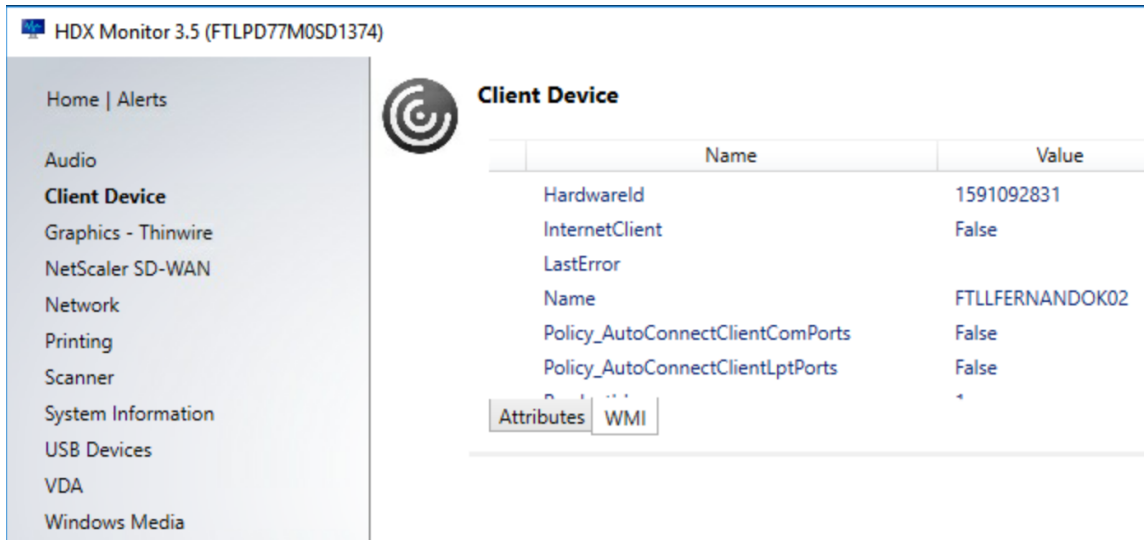 HDX Monitor 3.5 (FTLPD77M0SD1374)
Home | Alerts
Audio
Client Device
Graphics - Thinwire
NetScaler SD-WAN
Network
Printing
Scanner
System Information
USB Devices
VDA
Windows Media
Client Device
Name Value
HardwareId 1591092831
InternetClient False
LastError
Name FTLLFERNANDOK02
Policy_AutoConnectClientComPorts False
Policy_AutoConnectClientLptPorts False
Attributes WMI